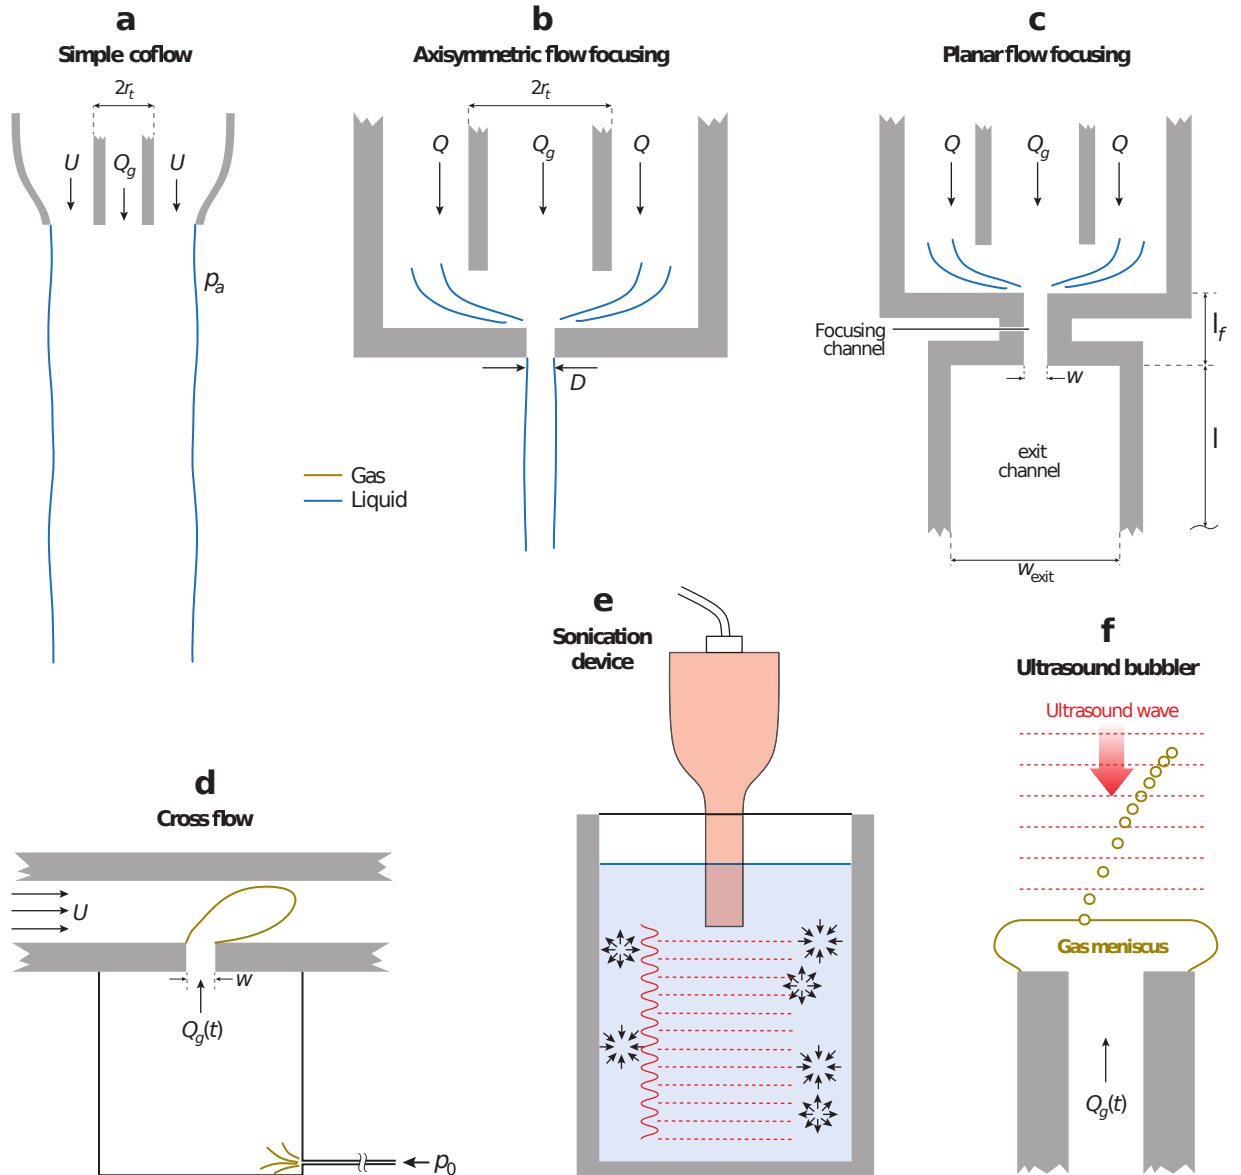 a
Simple coflow
2r_t
U
Q_g
U
p_a
b
Axisymmetric flow focusing
2r_t
Q
Q_g
Q
D
Gas
Liquid
c
Planar flow focusing
Q
Q_g
Q
Focusing
channel
l_f
w
l
exit
channel
w_exit
d
Cross flow
U
w
Q_g(t)
p_0
e
Sonication
device
f
Ultrasound bubbler
Ultrasound wave
Gas meniscus
Q_g(t)